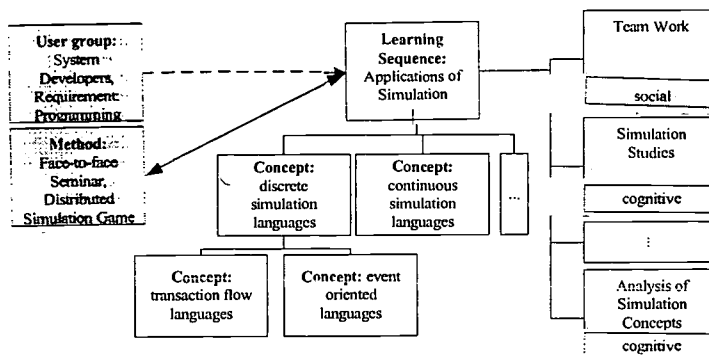 User group:
System
Developers,
Requirement:
Programming
Method:
Face-to-face
Seminar,
Distributed
Simulation Game
Learning
Sequence:
Applications of
Simulation
Concept:
discrete
simulation
languages
Concept:
continuous
simulation
languages
...
Concept:
transaction flow
languages
Concept: event
oriented
languages
Team Work
social
Simulation
Studies
cognitive
⋮
Analysis of
Simulation
Concepts
cognitive